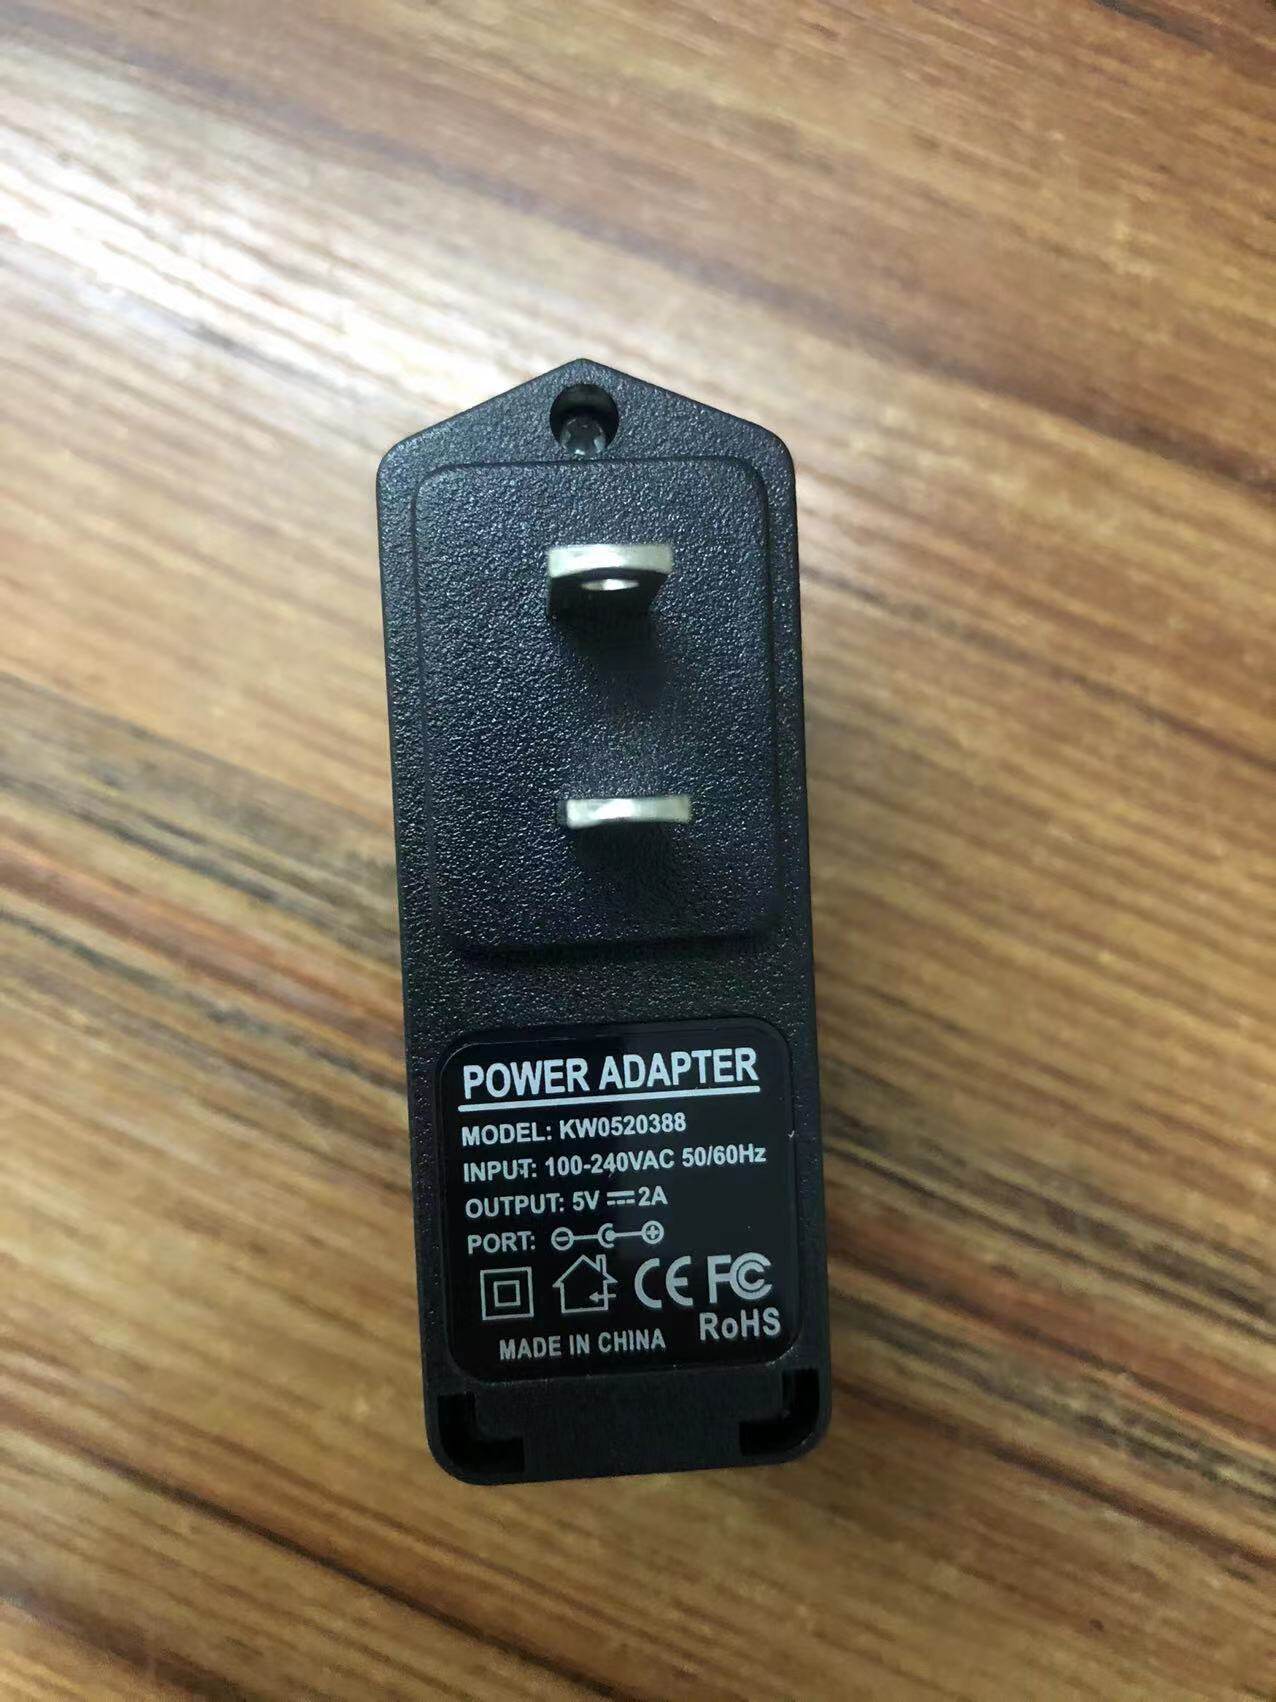 POWER ADAPTER
MODEL: KW0520388
INPUT: 100-240VAC 50/60Hz
OUTPUT: 5V ⎓ 2A
PORT:
CE FC
RoHS
MADE IN CHINA